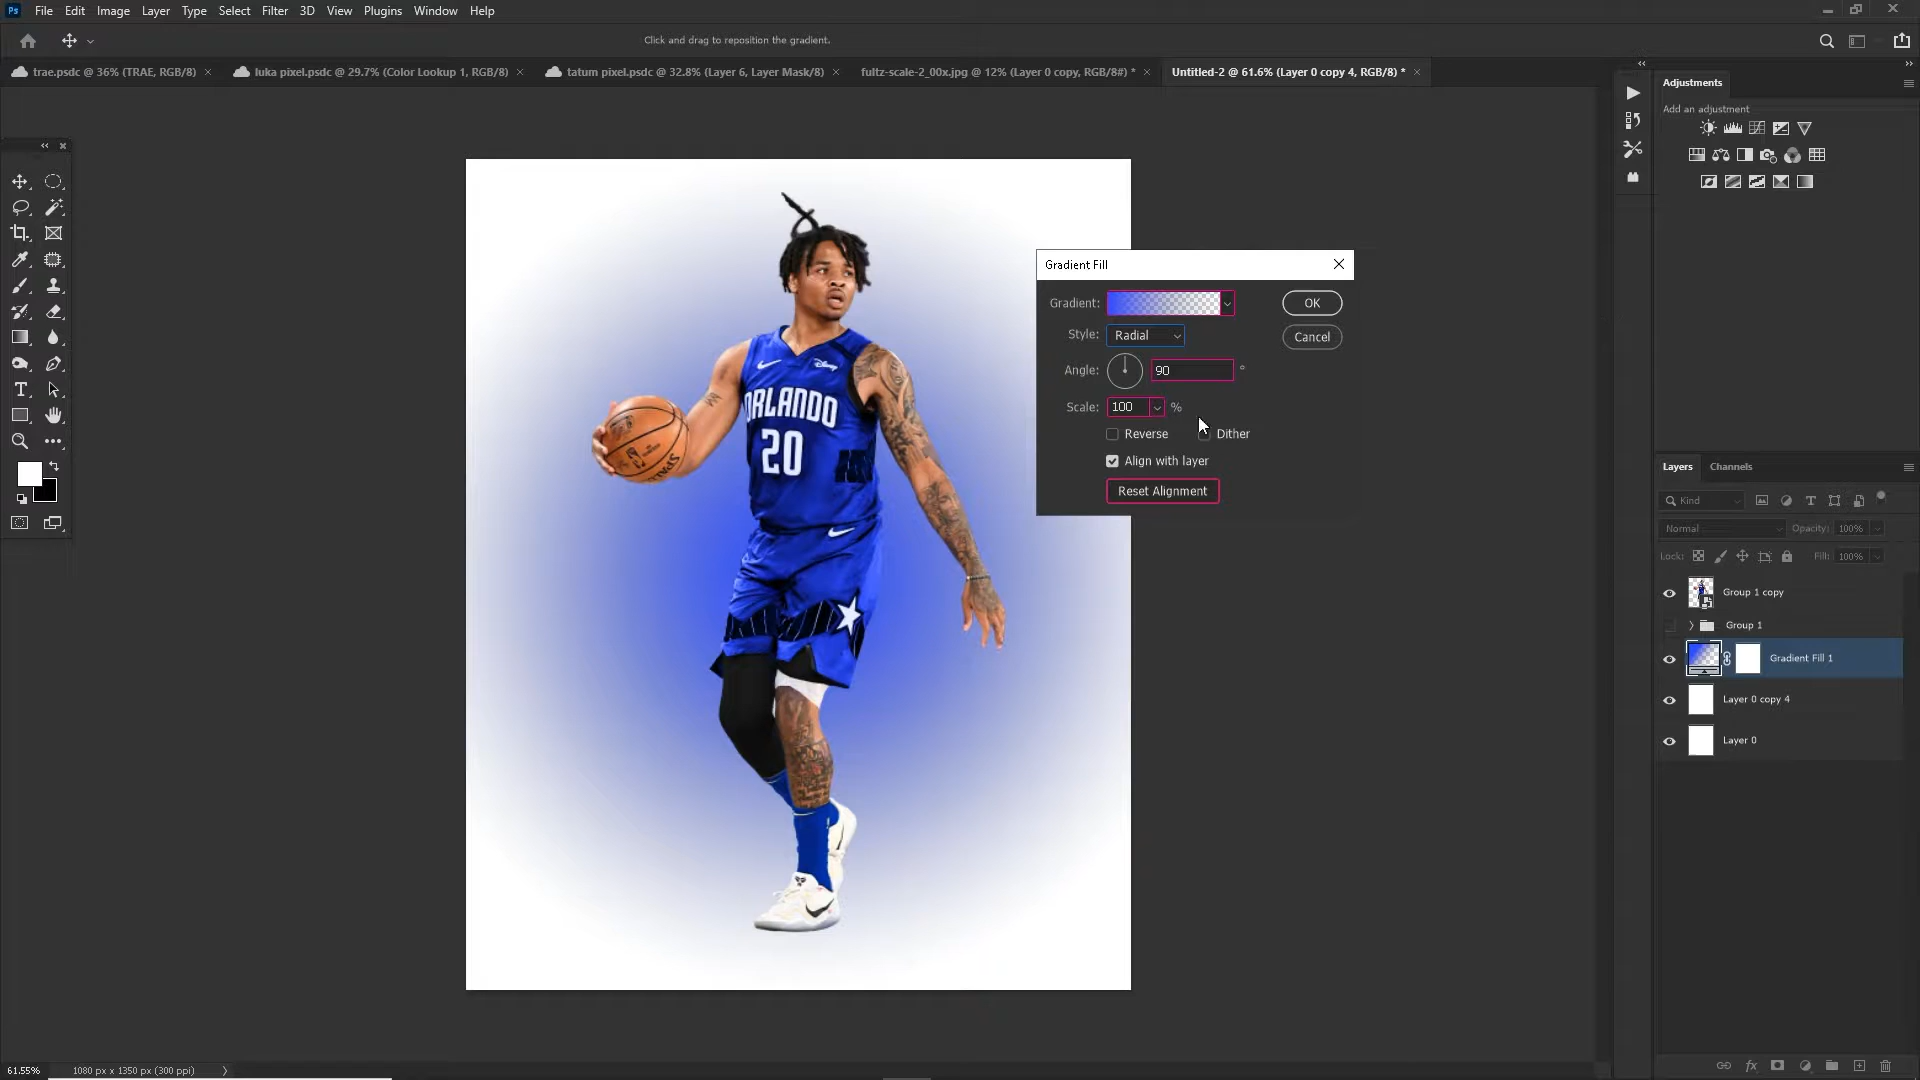 Ps File Edit Image Layer Type Select Filter 3D View Plugins Window Help
Click and drag to reposition the gradient.
trae.psdc @ 36% (TRAE, RGB/8) × luka pixel.psdc @ 29.7% (Color Lookup 1, RGB/8) × tatum pixel.psdc @ 32.8% (Layer 6, Layer Mask/8) × fultz-scale-2_00x.jpg @ 12% (Layer 0 copy, RGB/8#) * × Untitled-2 @ 61.6% (Layer 0 copy 4, RGB/8) * ×
Adjustments
Add an adjustment
Gradient Fill
Gradient:
OK
Style: Radial
Cancel
Angle: 90 °
Scale: 100 %
Reverse Dither
Align with layer
Reset Alignment
Disney
ORLANDO
20
SPALDING
Layers Channels
Kind
Normal Opacity: 100%
Lock: Fill: 100%
Group 1 copy
Group 1
Gradient Fill 1
Layer 0 copy 4
Layer 0
fx
61.55% 1080 px x 1350 px (300 ppi)